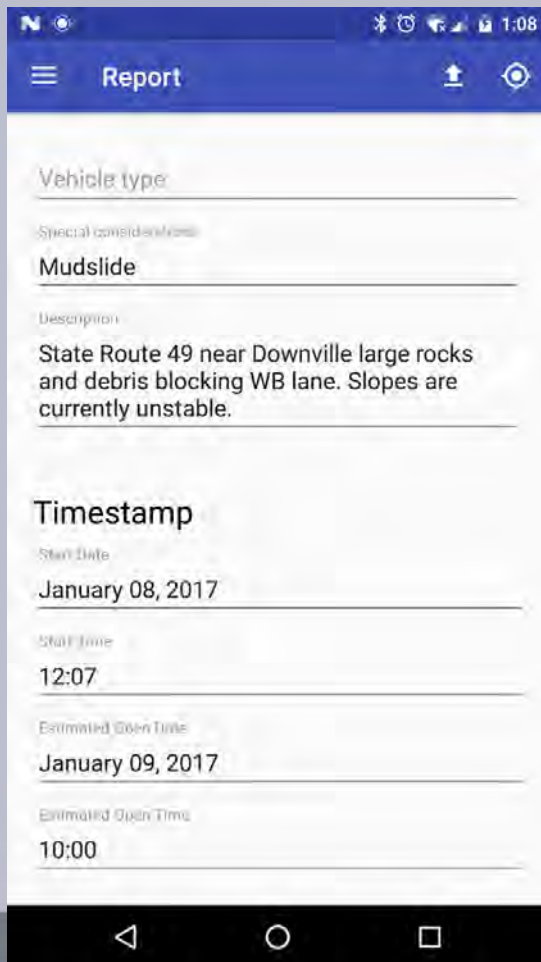 1:08
Report
Vehicle type
Special considerations
Mudslide
Description
State Route 49 near Downville large rocks
and debris blocking WB lane. Slopes are
currently unstable.
Timestamp
Start Date
January 08, 2017
Start Time
12:07
Estimated Open Time
January 09, 2017
Estimated Open Time
10:00